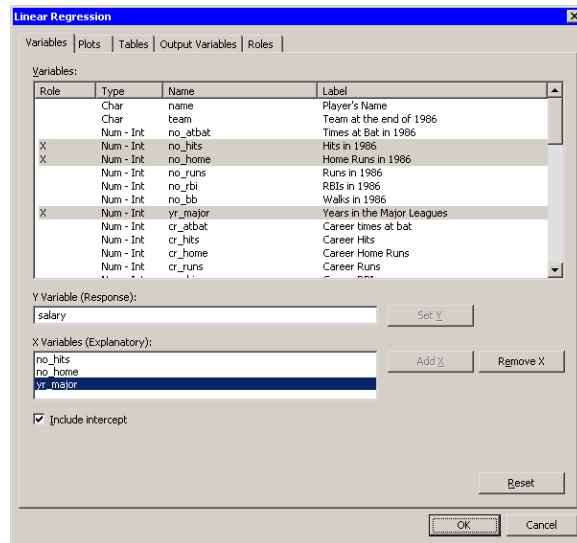 Linear Regression
Variables Plots Tables Output Variables Roles
Variables:
Role Type Name Label
Char name Player's Name
Char team Team at the end of 1986
Num - Int no_atbat Times at Bat in 1986
X Num - Int no_hits Hits in 1986
X Num - Int no_home Home Runs in 1986
Num - Int no_runs Runs in 1986
Num - Int no_rbi RBIs in 1986
Num - Int no_bb Walks in 1986
X Num - Int yr_major Years in the Major Leagues
Num - Int cr_atbat Career times at bat
Num - Int cr_hits Career Hits
Num - Int cr_home Career Home Runs
Num - Int cr_runs Career Runs
Y Variable (Response):
salary Set Y
X Variables (Explanatory):
no_hits Add X Remove X
no_home
yr_major
Include intercept
Reset
OK Cancel